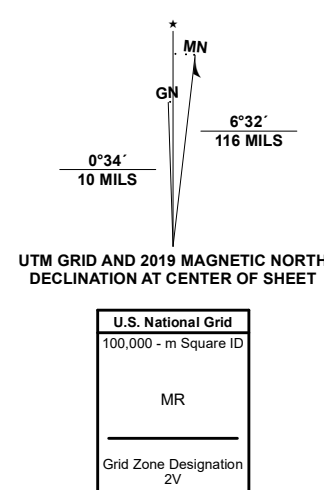 ★
MN
GN
6°32´
116 MILS
0°34´
10 MILS
UTM GRID AND 2019 MAGNETIC NORTH
DECLINATION AT CENTER OF SHEET
U.S. National Grid
100,000 - m Square ID
MR
Grid Zone Designation
2V